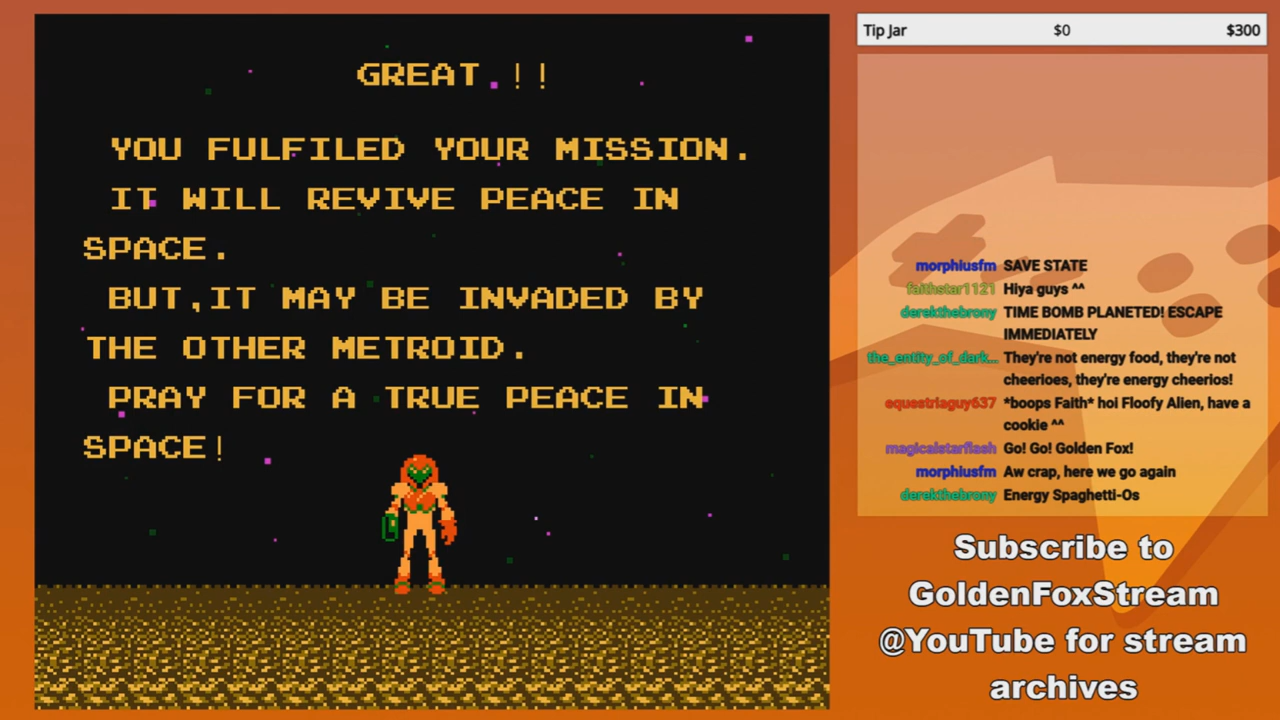 GREAT.!!
YOU FULFILED YOUR MISSION.
IT WILL REVIVE PEACE IN
SPACE.
BUT,IT MAY BE INVADED BY
THE OTHER METROID.
PRAY FOR A TRUE PEACE IN
SPACE!
Tip Jar $0 $300
morphiusfm SAVE STATE
faithstar1121 Hiya guys ^^
derekthebrony TIME BOMB PLANETED! ESCAPE
IMMEDIATELY
the_entity_of_dark... They're not energy food, they're not
cheerioes, they're energy cheerios!
equestriaguy637 *boops Faith* hoi Floofy Alien, have a
cookie ^^
magicalstarflash Go! Go! Golden Fox!
morphiusfm Aw crap, here we go again
derekthebrony Energy Spaghetti-Os
Subscribe to
GoldenFoxStream
@YouTube for stream
archives